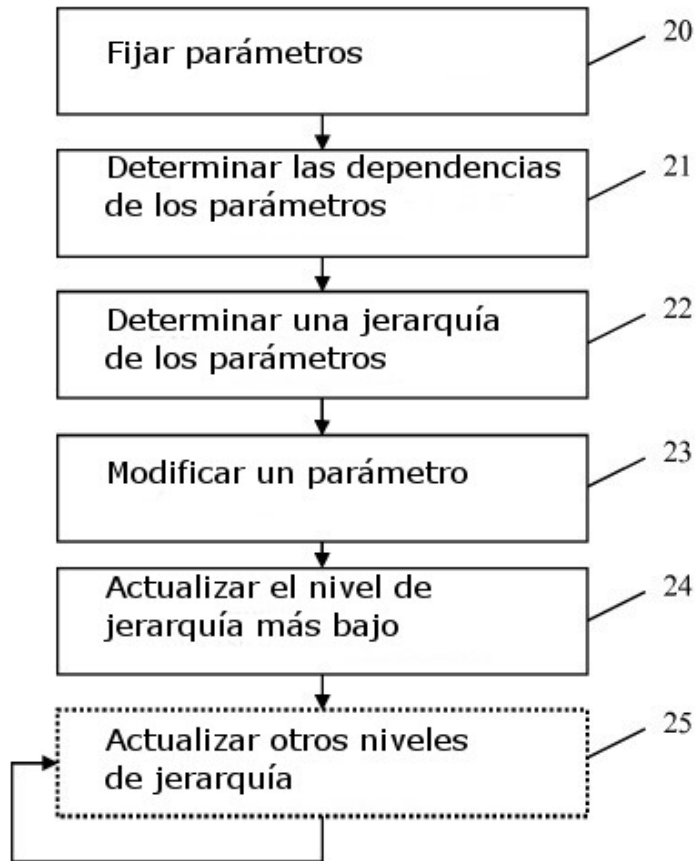 Fijar parámetros
20
Determinar las dependencias
de los parámetros
21
Determinar una jerarquía
de los parámetros
22
Modificar un parámetro
23
Actualizar el nivel de
jerarquía más bajo
24
Actualizar otros niveles
de jerarquía
25